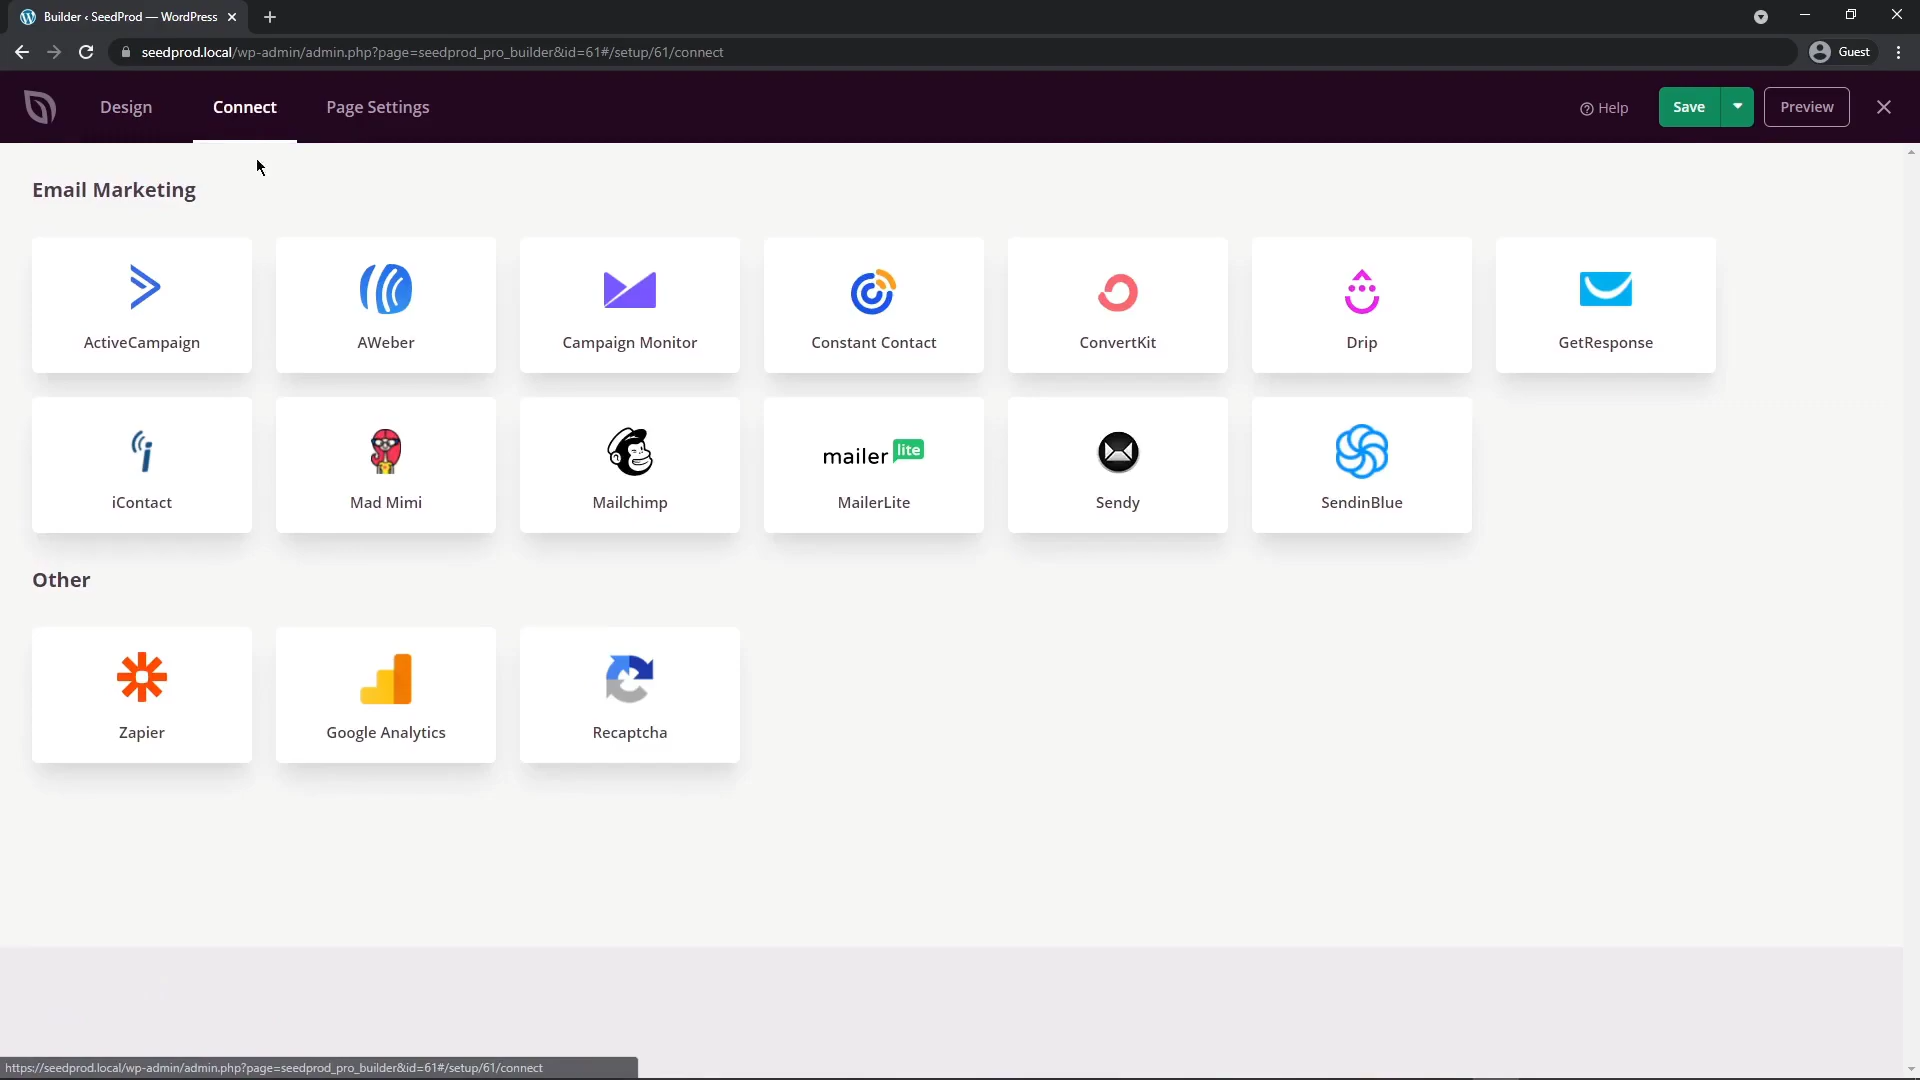 Builder ‹ SeedProd — WordPress
seedprod.local/wp-admin/admin.php?page=seedprod_pro_builder&id=61#/setup/61/connect
Guest
Design
Connect
Page Settings
Help
Save
Preview
Email Marketing
ActiveCampaign
AWeber
Campaign Monitor
Constant Contact
ConvertKit
Drip
GetResponse
iContact
Mad Mimi
Mailchimp
mailer lite
MailerLite
Sendy
SendinBlue
Other
Zapier
Google Analytics
Recaptcha
https://seedprod.local/wp-admin/admin.php?page=seedprod_pro_builder&id=61#/setup/61/connect